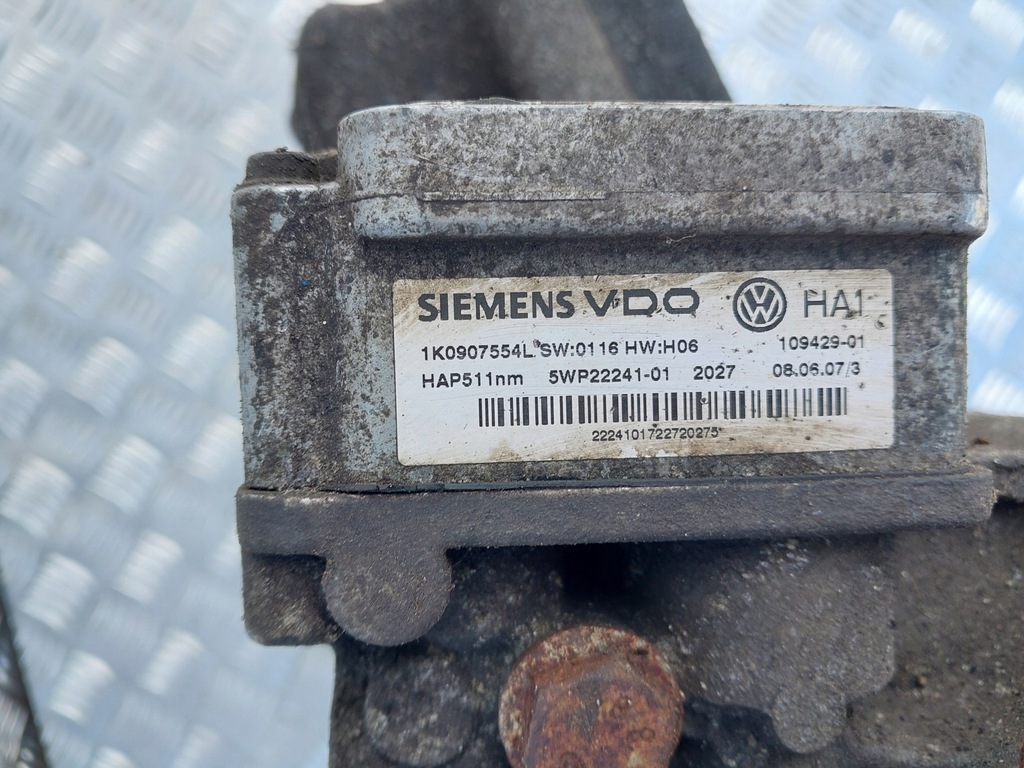 SIEMENS VDO VW HA1
1K0907554L SW:0116 HW:H06 109429-01
HAP511nm 5WP22241-01 2027 08.06.07/3
2224101722720275